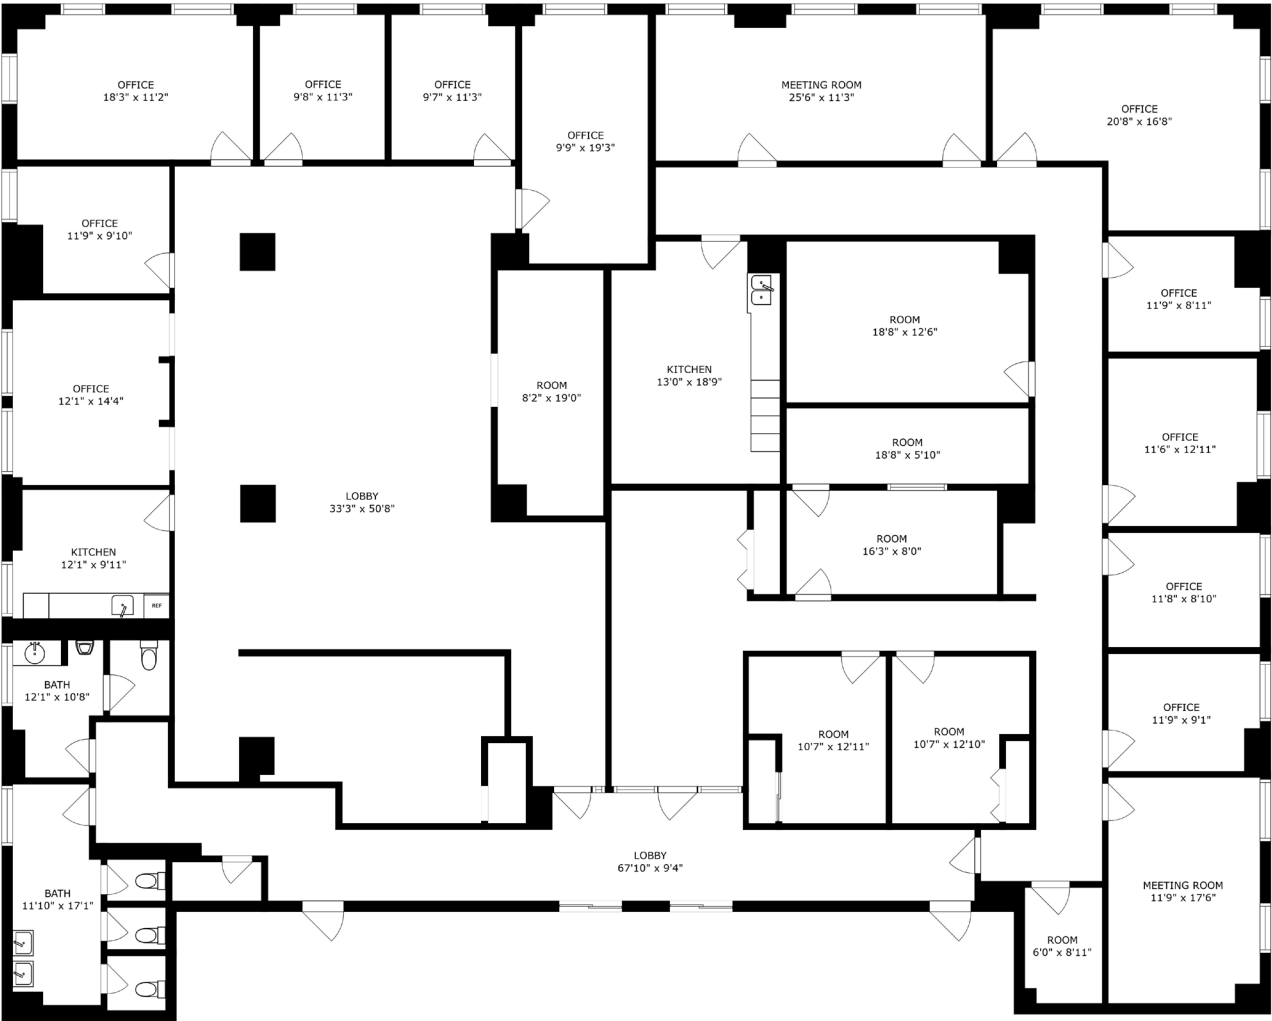 OFFICE
18'3" x 11'2"
OFFICE
9'8" x 11'3"
OFFICE
9'7" x 11'3"
OFFICE
9'9" x 19'3"
MEETING ROOM
25'6" x 11'3"
OFFICE
20'8" x 16'8"
OFFICE
11'9" x 9'10"
OFFICE
11'9" x 8'11"
ROOM
18'8" x 12'6"
KITCHEN
13'0" x 18'9"
ROOM
8'2" x 19'0"
OFFICE
12'1" x 14'4"
ROOM
18'8" x 5'10"
OFFICE
11'6" x 12'11"
LOBBY
33'3" x 50'8"
ROOM
16'3" x 8'0"
KITCHEN
12'1" x 9'11"
REF
OFFICE
11'8" x 8'10"
BATH
12'1" x 10'8"
OFFICE
11'9" x 9'1"
ROOM
10'7" x 12'11"
ROOM
10'7" x 12'10"
LOBBY
67'10" x 9'4"
BATH
11'10" x 17'1"
MEETING ROOM
11'9" x 17'6"
ROOM
6'0" x 8'11"